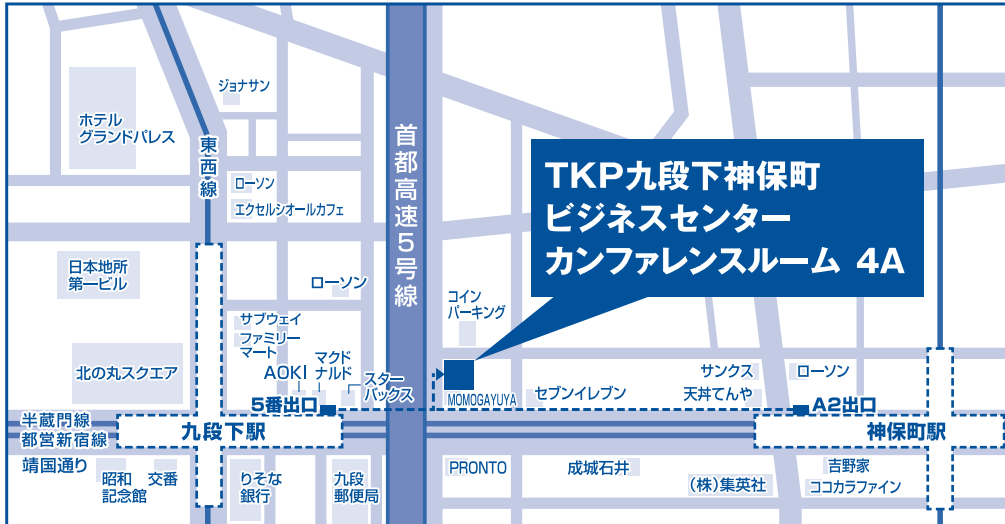 ジョナサン
ホテル
グランドパレス
東西線
首都高速5号線
TKP九段下神保町
ビジネスセンター
カンファレンスルーム 4A
ローソン
エクセルシオールカフェ
日本地所
第一ビル
ローソン
コイン
パーキング
サブウェイ
ファミリー
マート
北の丸スクエア
AOKI
マクド
ナルド
スター
バックス
MOMOGAYUYA
セブンイレブン
サンクス
天丼てんや
ローソン
5番出口
A2出口
半蔵門線
都営新宿線
九段下駅
神保町駅
靖国通り
昭和
記念館
交番
りそな
銀行
九段
郵便局
PRONTO
成城石井
(株)集英社
吉野家
ココカラファイン